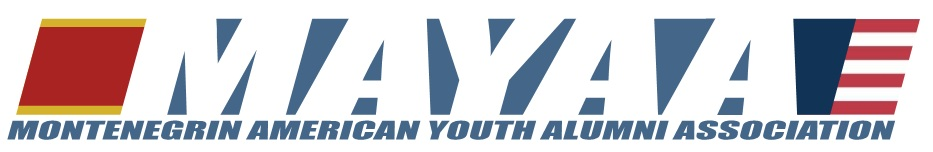 MAYAA
MONTENEGRIN AMERICAN YOUTH ALUMNI ASSOCIATION